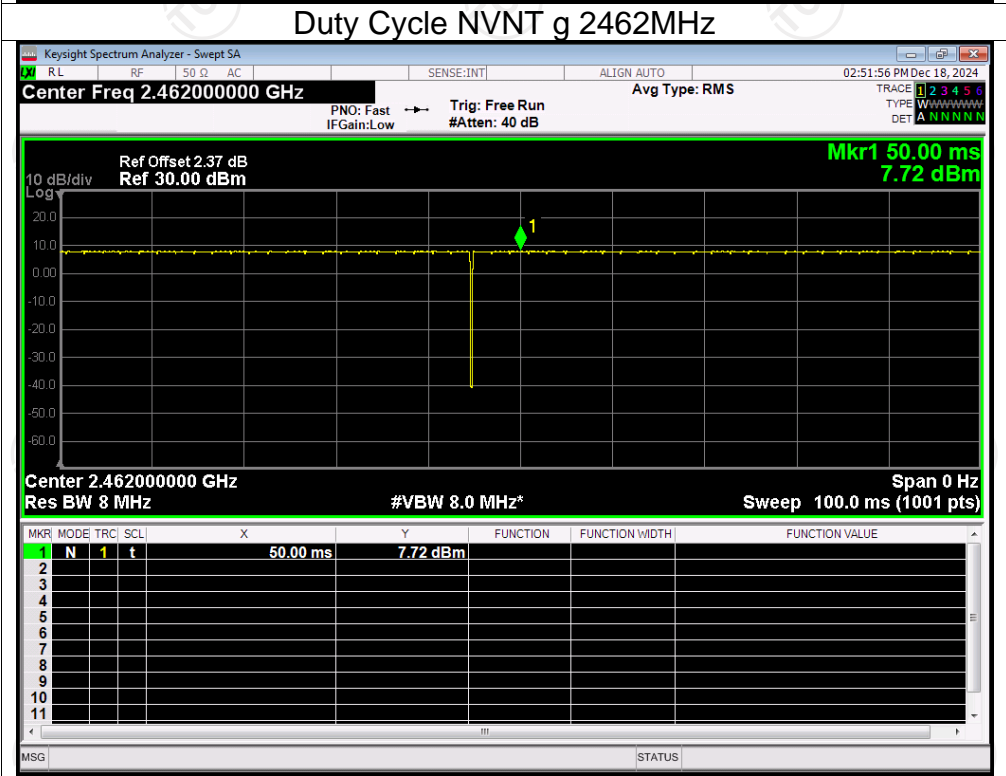 Duty Cycle NVNT g 2462MHz
Keysight Spectrum Analyzer - Swept SA
LXI RL RF 50 Ω AC SENSE:INT ALIGN AUTO 02:51:56 PM Dec 18, 2024
Center Freq 2.462000000 GHz Avg Type: RMS TRACE 1 2 3 4 5 6
PNO: Fast Trig: Free Run TYPE WWWWWW
IFGain:Low #Atten: 40 dB DET A N N N N N
Mkr1 50.00 ms
7.72 dBm
Ref Offset 2.37 dB
10 dB/div Ref 30.00 dBm
Log
20.0
1
10.0
0.00
-10.0
-20.0
-30.0
-40.0
-50.0
-60.0
Center 2.462000000 GHz Span 0 Hz
Res BW 8 MHz #VBW 8.0 MHz* Sweep 100.0 ms (1001 pts)
MKR MODE TRC SCL X Y FUNCTION FUNCTION WIDTH FUNCTION VALUE
1 N 1 t 50.00 ms 7.72 dBm
2
3
4
5
6
7
8
9
10
11
MSG STATUS